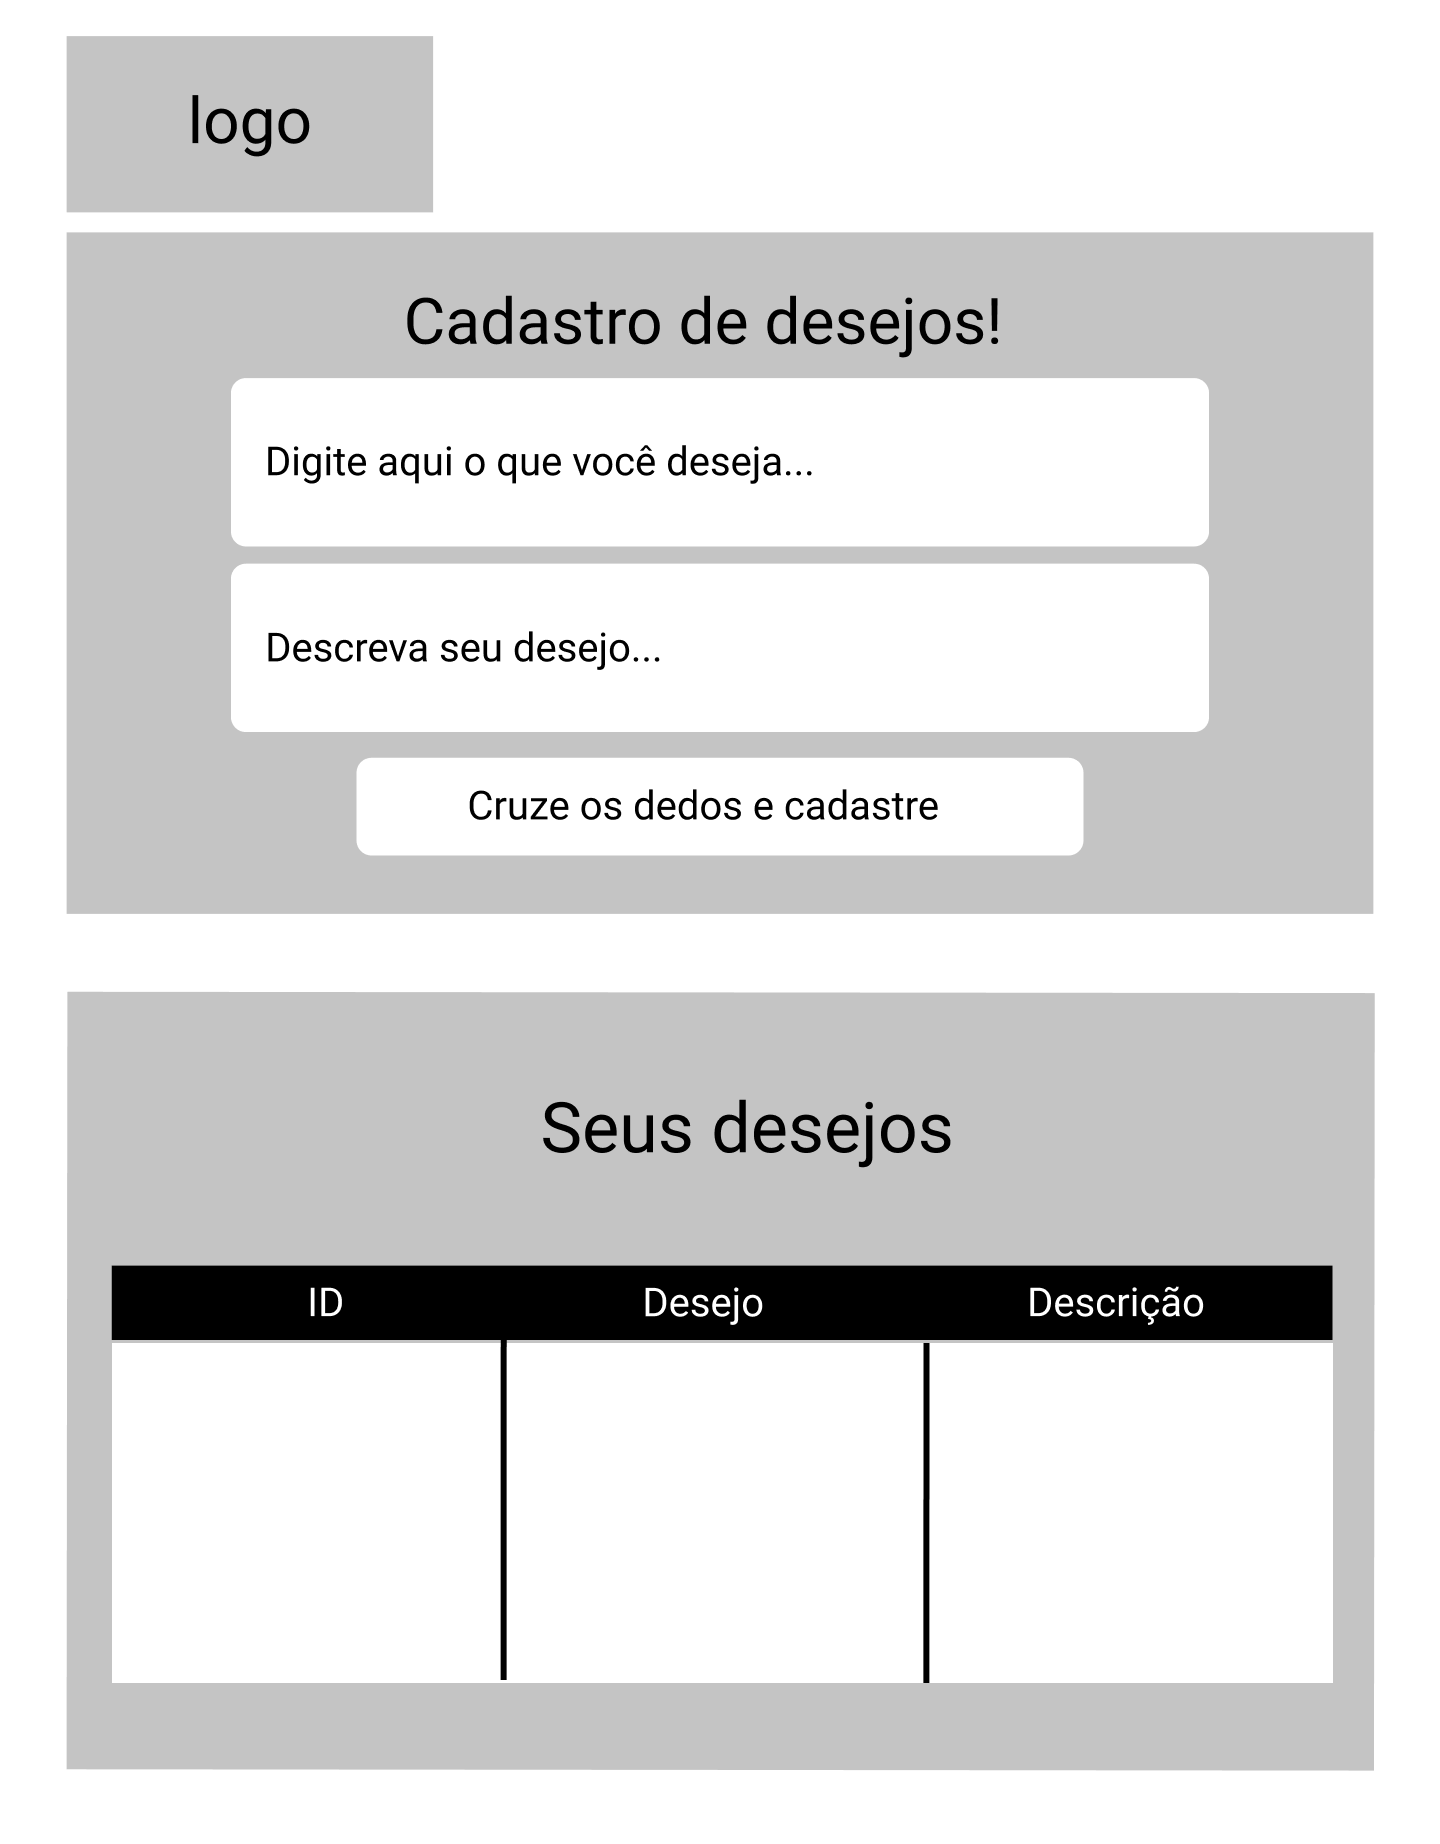 logo
Cadastro de desejos!
Digite aqui o que você deseja...
Descreva seu desejo...
Cruze os dedos e cadastre
Seus desejos
ID Desejo Descrição